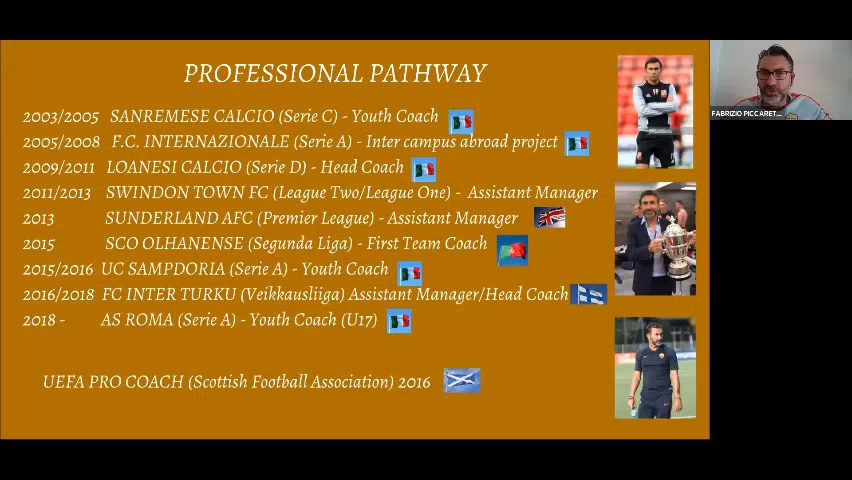 PROFESSIONAL PATHWAY
2003/2005 SANREMESE CALCIO (Serie C) - Youth Coach
2005/2008 F.C. INTERNAZIONALE (Serie A) - Inter campus abroad project
2009/2011 LOANESI CALCIO (Serie D) - Head Coach
2011/2013 SWINDON TOWN FC (League Two/League One) - Assistant Manager
2013 SUNDERLAND AFC (Premier League) - Assistant Manager
2015 SCO OLHANENSE (Segunda Liga) - First Team Coach
2015/2016 UC SAMPDORIA (Serie A) - Youth Coach
2016/2018 FC INTER TURKU (Veikkausliiga) Assistant Manager/Head Coach
2018 - AS ROMA (Serie A) - Youth Coach (U17)
UEFA PRO COACH (Scottish Football Association) 2016
FABRIZIO PICCARET...